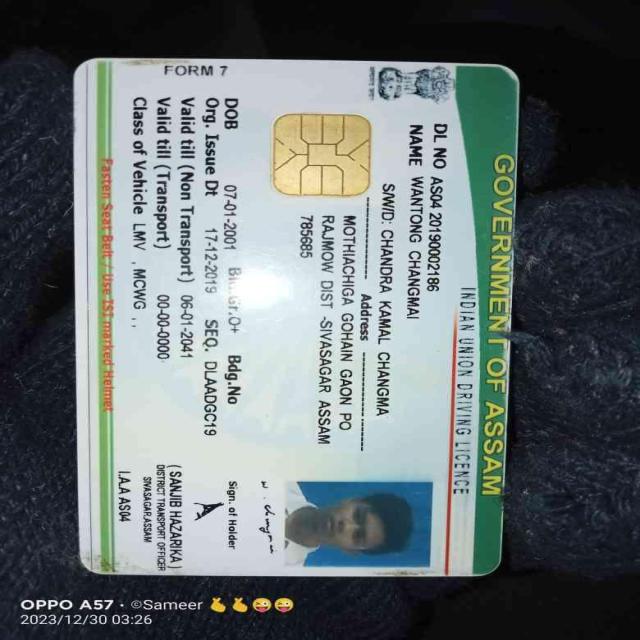 GOVERNMENT OF ASSAM
INDIAN UNION DRIVING LICENCE
DL NO AS04 20190002186
NAME WANTONG CHANGMAI
S/W/D: CHANDRA KAMAL CHANGMA
Address
MOTHIACHIGA GOHAIN GAON PO
RAJMOW DIST -SIVASAGAR ASSAM
785685
DOB 07-01-2001 Bld.Gr.O+ Bdg.No
Org. Issue Dt 17-12-2019 SEQ. DLAADGC19
Valid till (Non Transport) 06-01-2041
Valid till (Transport) 00-00-0000
Class of Vehicle LMV , MCWG , ,
Fasten Seat Belt / Use ISI marked Helmet
FORM 7
Sign. of Holder
(SANJIB HAZARIKA)
DISTRICT TRANSPORT OFFICER
SIVASAGAR,ASSAM
I.A.A AS04
OPPO A57 · ©Sameer 🫰🫰😜😜
2023/12/30 03:26